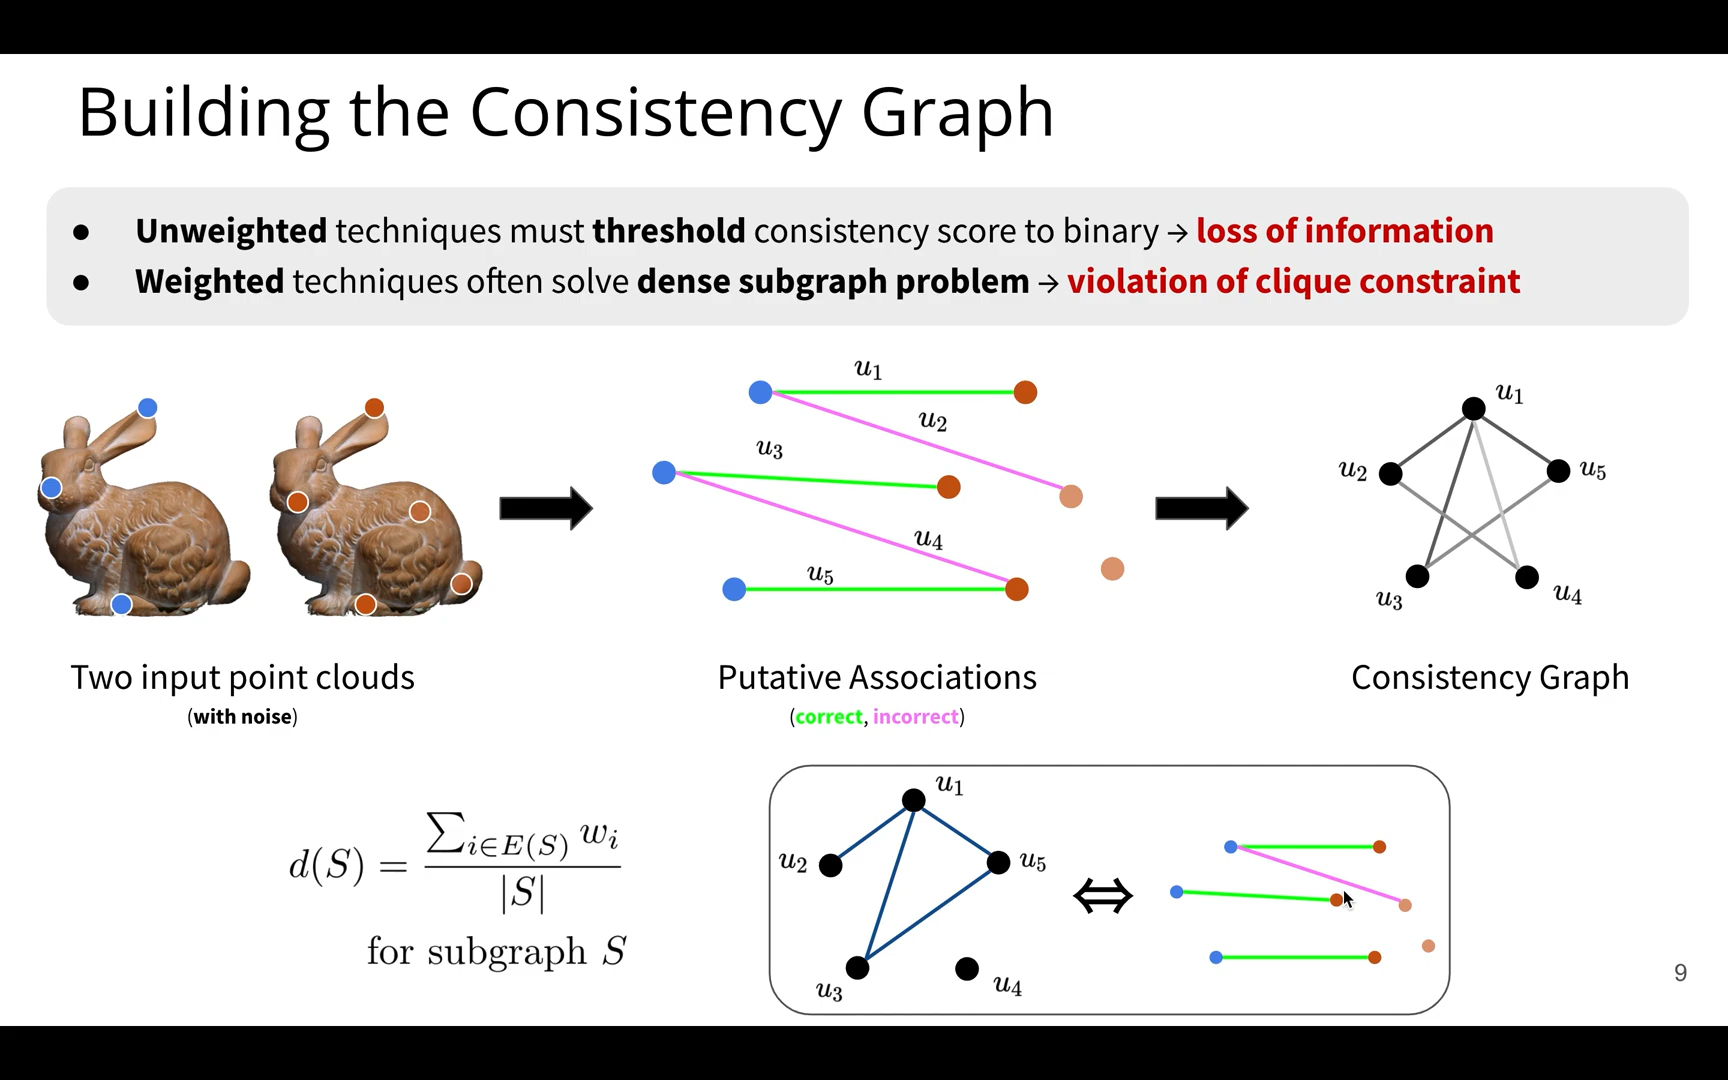 Building the Consistency Graph
● Unweighted techniques must threshold consistency score to binary → loss of information
● Weighted techniques often solve dense subgraph problem → violation of clique constraint
u₁
u₂
u₃
u₄
u₅
u₁
u₂
u₅
u₃
u₄
Two input point clouds
(with noise)
Putative Associations
(correct, incorrect)
Consistency Graph
d(S) = ∑_{i∈E(S)} w_i / |S|
for subgraph S
u₁
u₂
u₅
u₃
u₄
⇔
9